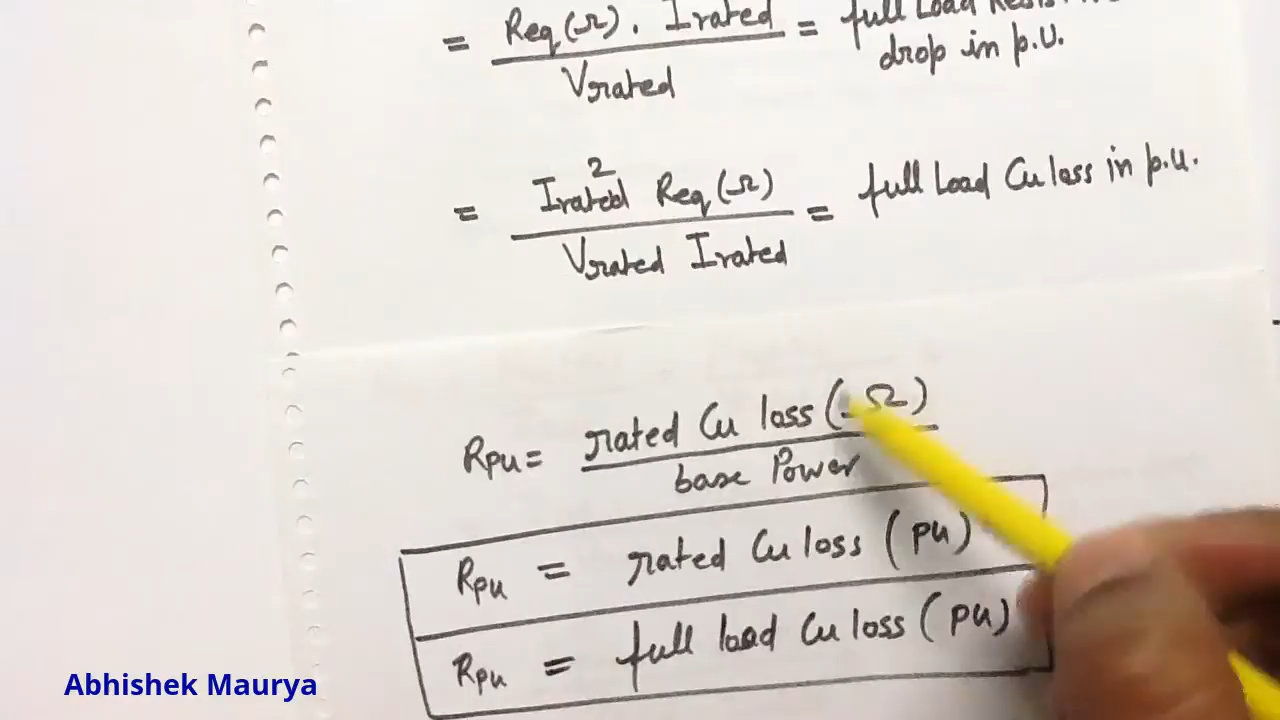 = Req(Ω). Irated / Vrated = full Load
drop in p.u.
= I²rated Req(Ω) / Vrated Irated = full Load Cu loss in p.u.
Rpu = rated Cu loss (Ω) / base Power
Rpu = rated Cu loss (pu)
Rpu = full load Cu loss (pu)
Abhishek Maurya